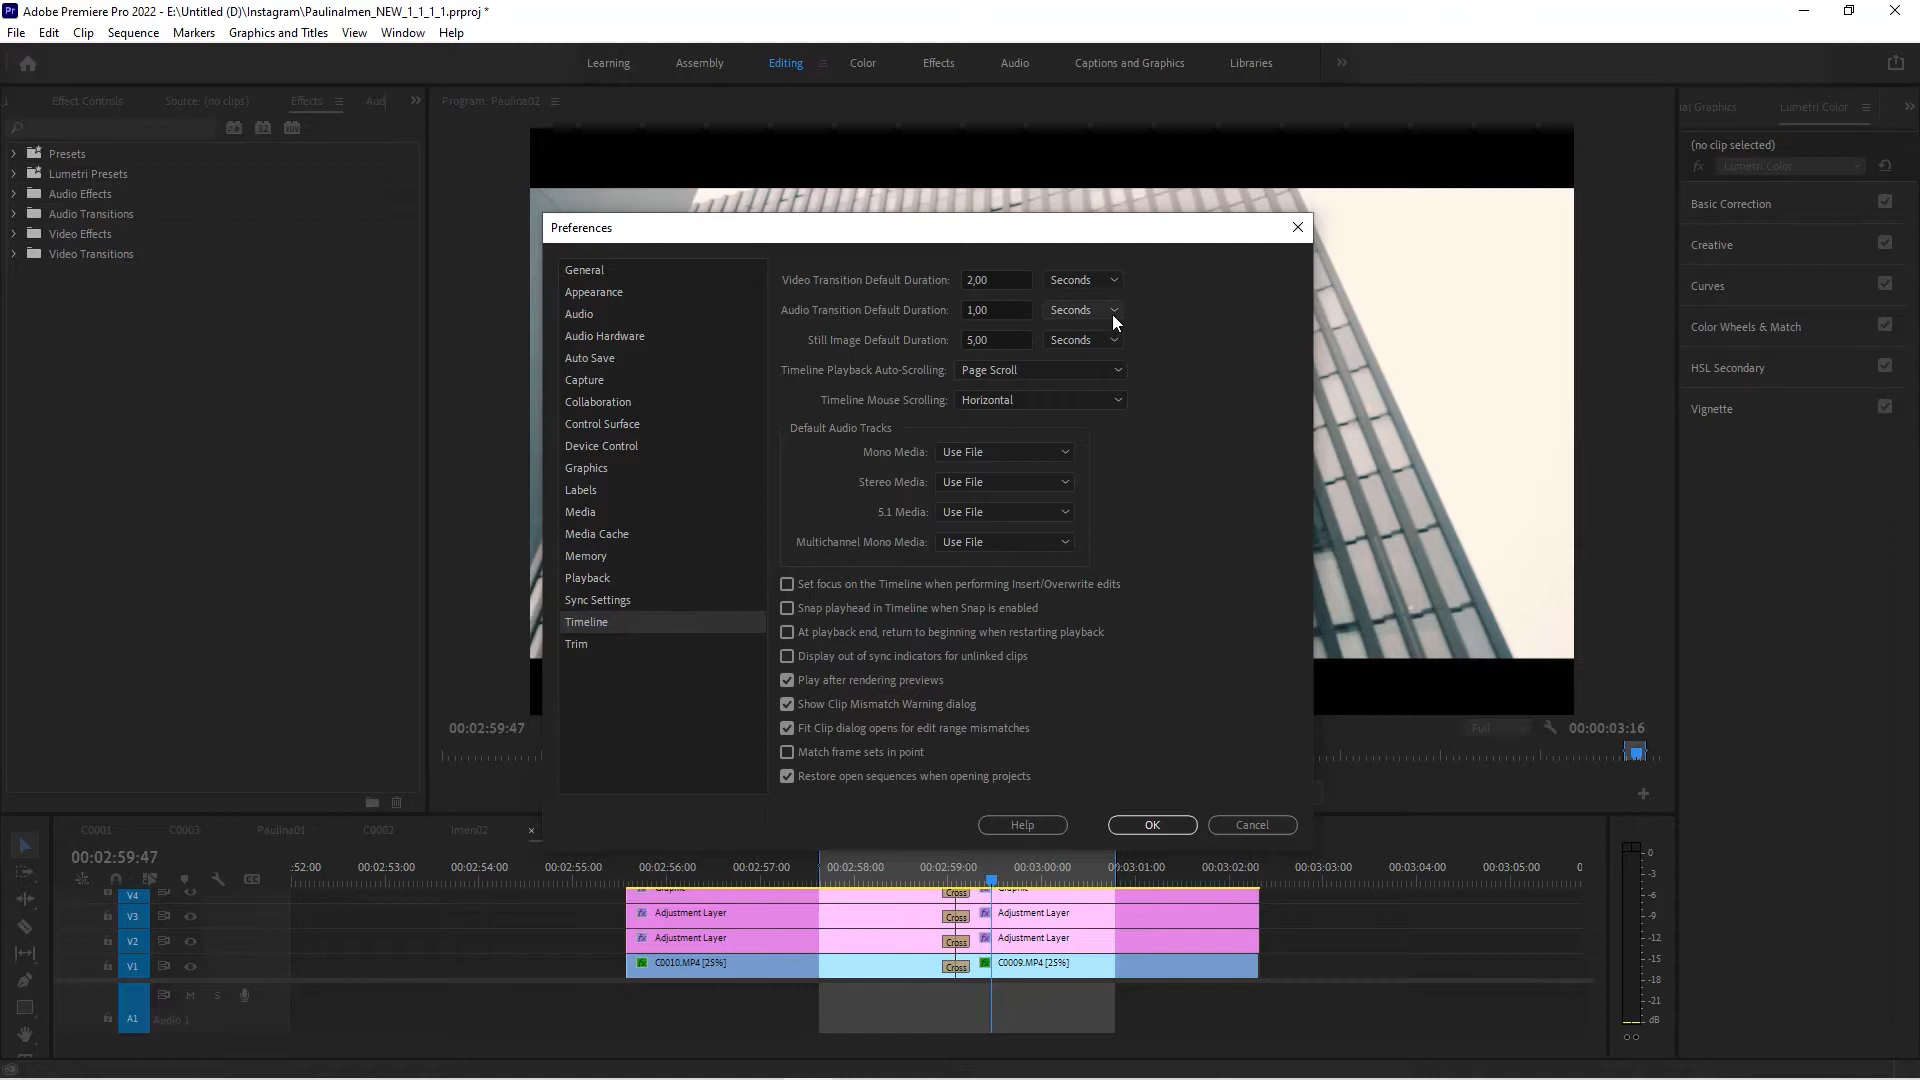 Adobe Premiere Pro 2022 - E:\Untitled (D)\Instagram\PaulinaImen_NEW_1_1_1_1.prproj *
File Edit Clip Sequence Markers Graphics and Titles View Window Help
Learning Assembly Editing Color Effects Audio Captions and Graphics Libraries
1 Effect Controls Source: (no clips) Effects Aud
Program: Paulina02
Lumetri Color
Presets
Lumetri Presets
Audio Effects
Audio Transitions
Video Effects
Video Transitions
(no clip selected)
fx Lumetri Color
Basic Correction
Creative
Curves
Color Wheels & Match
HSL Secondary
Vignette
Preferences
General
Appearance
Audio
Audio Hardware
Auto Save
Capture
Collaboration
Control Surface
Device Control
Graphics
Labels
Media
Media Cache
Memory
Playback
Sync Settings
Timeline
Trim
Video Transition Default Duration: 2,00 Seconds
Audio Transition Default Duration: 1,00 Seconds
Still Image Default Duration: 5,00 Seconds
Timeline Playback Auto-Scrolling: Page Scroll
Timeline Mouse Scrolling: Horizontal
Default Audio Tracks
Mono Media: Use File
Stereo Media: Use File
5.1 Media: Use File
Multichannel Mono Media: Use File
Set focus on the Timeline when performing Insert/Overwrite edits
Snap playhead in Timeline when Snap is enabled
At playback end, return to beginning when restarting playback
Display out of sync indicators for unlinked clips
Play after rendering previews
Show Clip Mismatch Warning dialog
Fit Clip dialog opens for edit range mismatches
Match frame sets in point
Restore open sequences when opening projects
Help OK Cancel
00:02:59:47 Full 00:00:03:16
C0001 C0003 Paulina01 C0002 Imen02
00:02:59:47
:52:00 00:02:53:00 00:02:54:00 00:02:55:00 00:02:56:00 00:02:57:00 00:02:58:00 00:02:59:00 00:03:00:00 00:03:01:00 00:03:02:00 00:03:03:00 00:03:04:00 00:03:05:00 0
V4 Graphic Cross Graphic
V3 fx Adjustment Layer Cross fx Adjustment Layer
V2 fx Adjustment Layer Cross fx Adjustment Layer
V1 fx C0010.MP4 [25%] Cross fx C0009.MP4 [25%]
M S
A1 Audio 1
0
-3
-6
-9
-12
-15
-18
-21
dB